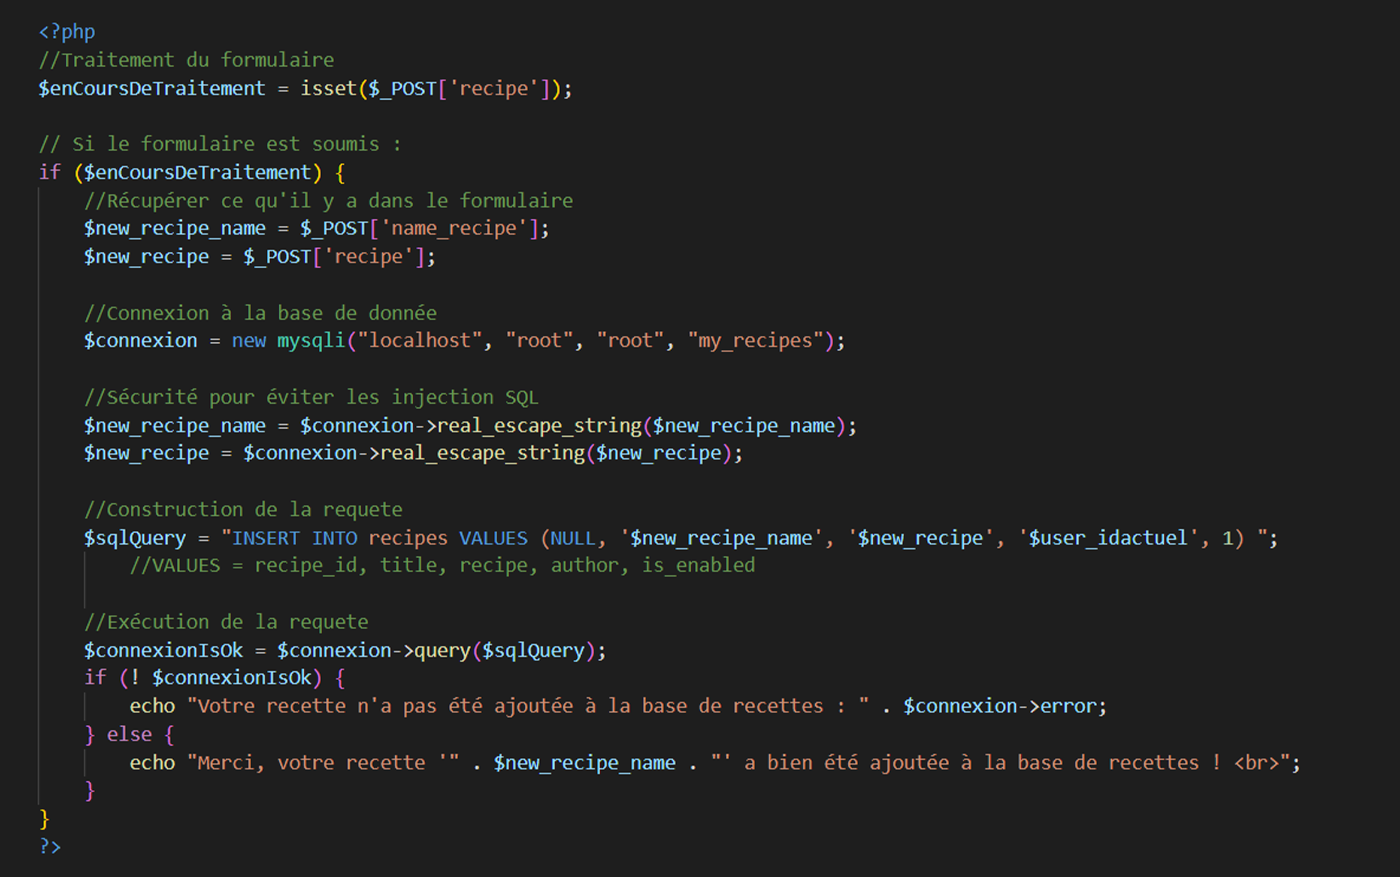 <?php
//Traitement du formulaire
$enCoursDeTraitement = isset($_POST['recipe']);
// Si le formulaire est soumis :
if ($enCoursDeTraitement) {
//Récupérer ce qu'il y a dans le formulaire
$new_recipe_name = $_POST['name_recipe'];
$new_recipe = $_POST['recipe'];
//Connexion à la base de donnée
$connexion = new mysqli("localhost", "root", "root", "my_recipes");
//Sécurité pour éviter les injection SQL
$new_recipe_name = $connexion->real_escape_string($new_recipe_name);
$new_recipe = $connexion->real_escape_string($new_recipe);
//Construction de la requete
$sqlQuery = "INSERT INTO recipes VALUES (NULL, '$new_recipe_name', '$new_recipe', '$user_idactuel', 1) ";
//VALUES = recipe_id, title, recipe, author, is_enabled
//Exécution de la requete
$connexionIsOk = $connexion->query($sqlQuery);
if (! $connexionIsOk) {
echo "Votre recette n'a pas été ajoutée à la base de recettes : " . $connexion->error;
} else {
echo "Merci, votre recette '" . $new_recipe_name . "' a bien été ajoutée à la base de recettes ! <br>";
}
}
?>